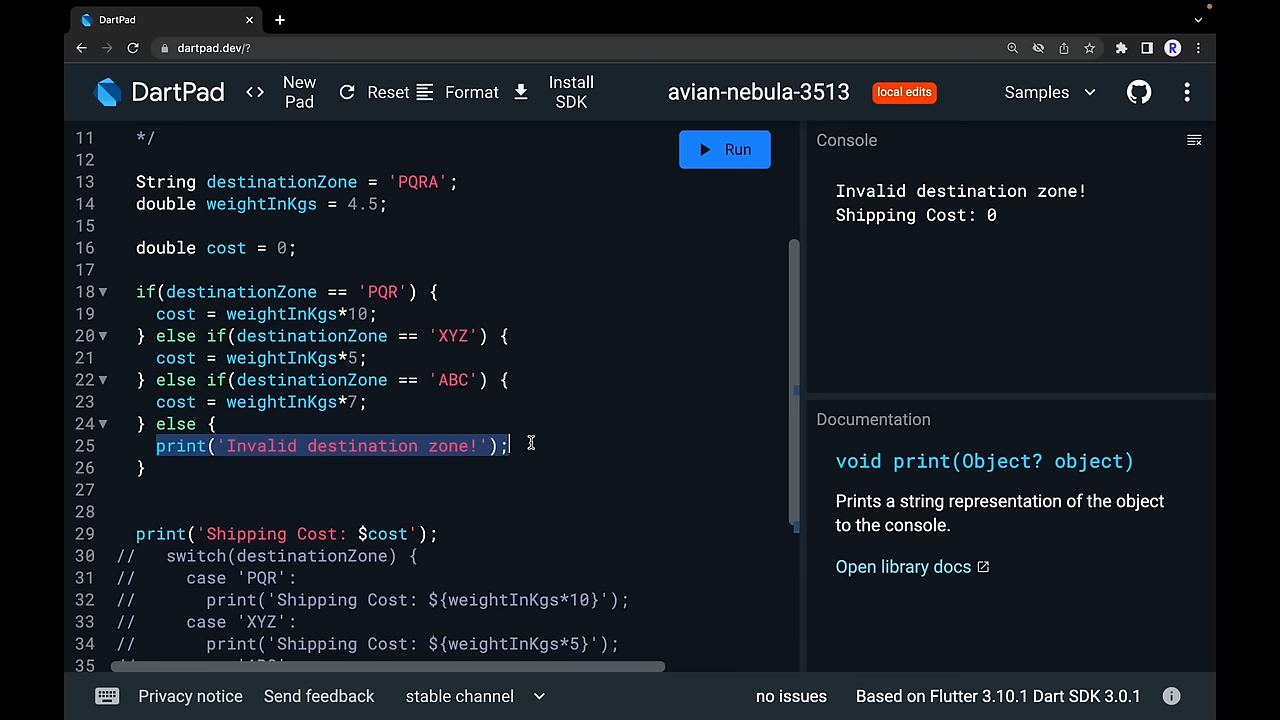 DartPad
dartpad.dev/?
R
DartPad
<> New Pad
Reset
Format
Install SDK
avian-nebula-3513
local edits
Samples
11 */
12
13 String destinationZone = 'PQRA';
14 double weightInKgs = 4.5;
15
16 double cost = 0;
17
18 if(destinationZone == 'PQR') {
19 cost = weightInKgs*10;
20 } else if(destinationZone == 'XYZ') {
21 cost = weightInKgs*5;
22 } else if(destinationZone == 'ABC') {
23 cost = weightInKgs*7;
24 } else {
25 print('Invalid destination zone!');
26 }
27
28
29 print('Shipping Cost: $cost');
30 // switch(destinationZone) {
31 // case 'PQR':
32 // print('Shipping Cost: ${weightInKgs*10}');
33 // case 'XYZ':
34 // print('Shipping Cost: ${weightInKgs*5}');
35
Run
Console
Invalid destination zone!
Shipping Cost: 0
Documentation
void print(Object? object)
Prints a string representation of the object
to the console.
Open library docs
Privacy notice
Send feedback
stable channel
no issues
Based on Flutter 3.10.1 Dart SDK 3.0.1